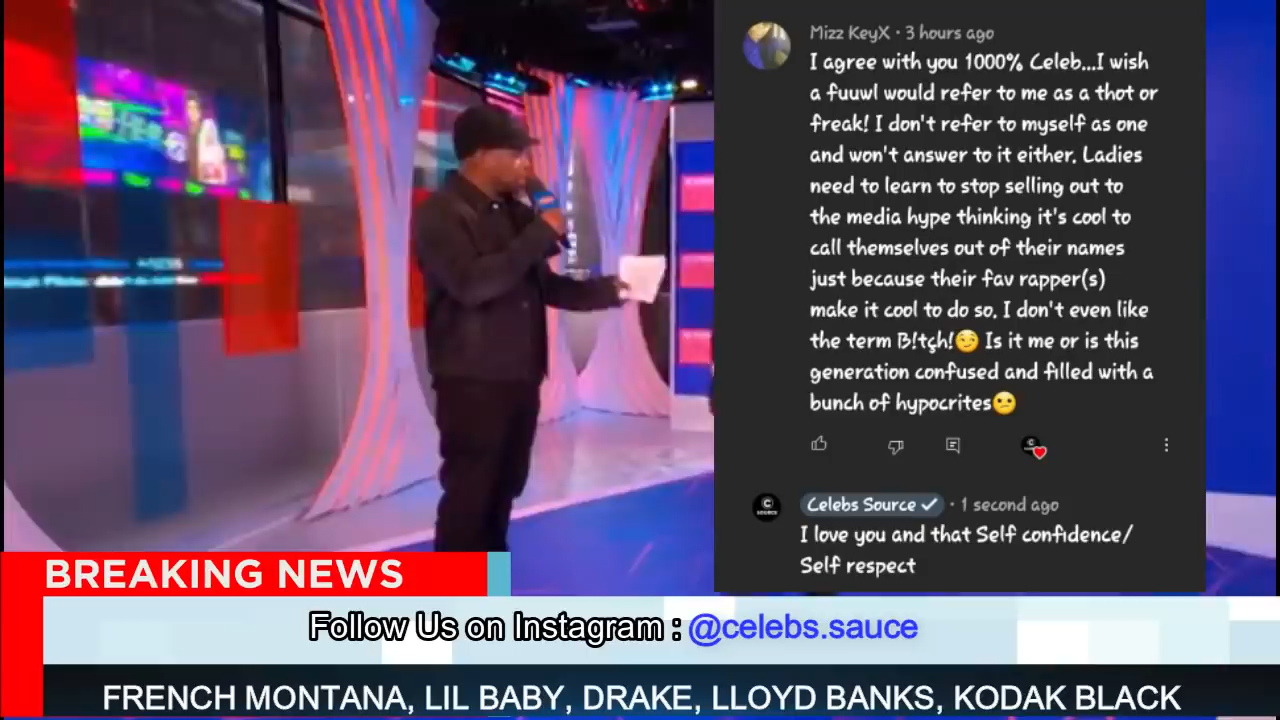 Mizz KeyX · 3 hours ago
I agree with you 1000% Celeb...I wish
a fuuwl would refer to me as a thot or
freak! I don't refer to myself as one
and won't answer to it either. Ladies
need to learn to stop selling out to
the media hype thinking it's cool to
call themselves out of their names
just because their fav rapper(s)
make it cool to do so. I don't even like
the term B!tçh!😏 Is it me or is this
generation confused and filled with a
bunch of hypocrites😕
Celebs Source ✓ · 1 second ago
I love you and that Self confidence/
Self respect
BREAKING NEWS
Follow Us on Instagram : @celebs.sauce
FRENCH MONTANA, LIL BABY, DRAKE, LLOYD BANKS, KODAK BLACK